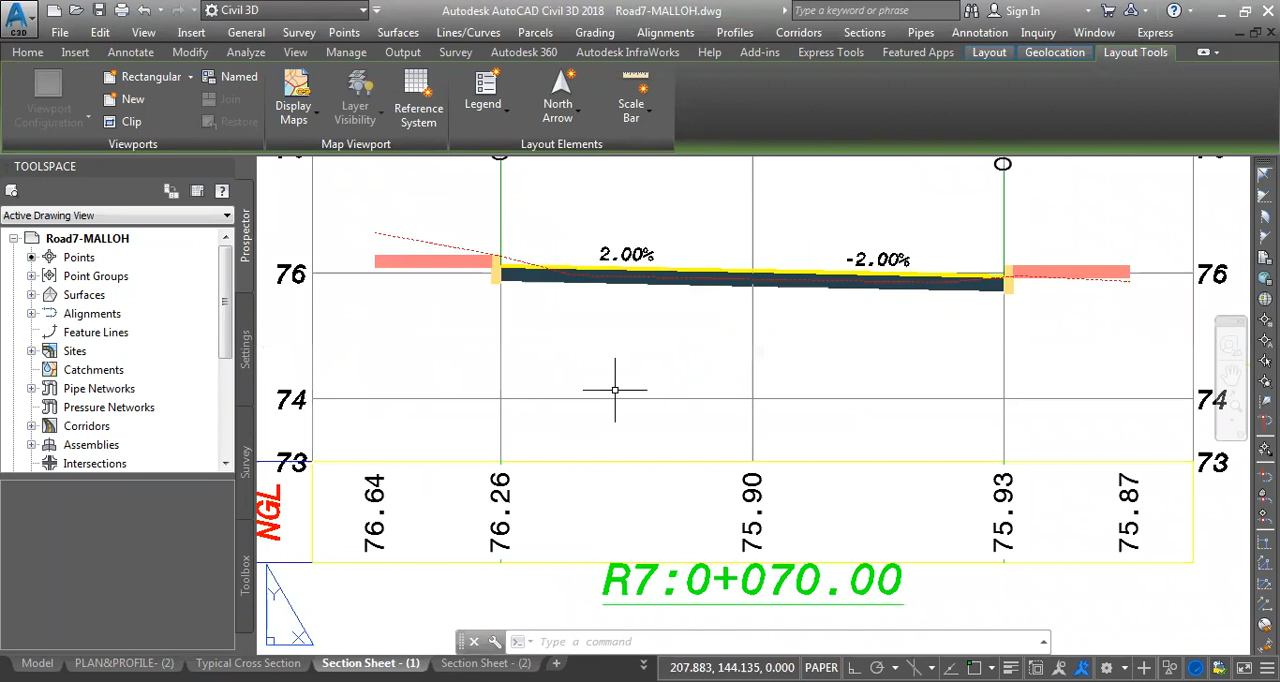 A C3D Civil 3D Autodesk AutoCAD Civil 3D 2018 Road7-MALLOH.dwg Type a keyword or phrase Sign In
File Edit View Insert General Survey Points Surfaces Lines/Curves Parcels Grading Alignments Profiles Corridors Sections Pipes Annotation Inquiry Window Express
Home Insert Annotate Modify Analyze View Manage Output Survey Autodesk 360 Autodesk InfraWorks Help Add-ins Express Tools Featured Apps Layout Geolocation Layout Tools
Viewport Configuration
Rectangular Named
New Join
Clip Restore
Display Maps
Layer Visibility
Reference System
Legend
North Arrow
Scale Bar
Viewports Map Viewport Layout Elements
TOOLSPACE
Active Drawing View
Road7-MALLOH
Points
Point Groups
Surfaces
Alignments
Feature Lines
Sites
Catchments
Pipe Networks
Pressure Networks
Corridors
Assemblies
Intersections
Prospector
Settings
Survey
Toolbox
2.00% -2.00%
76 76
74 74
73 73
NGL 76.64 76.26 75.90 75.93 75.87
R7:0+070.00
Y
X
Type a command
Model PLAN&PROFILE- (2) Typical Cross Section Section Sheet - (1) Section Sheet - (2) + 207.883, 144.135, 0.000 PAPER